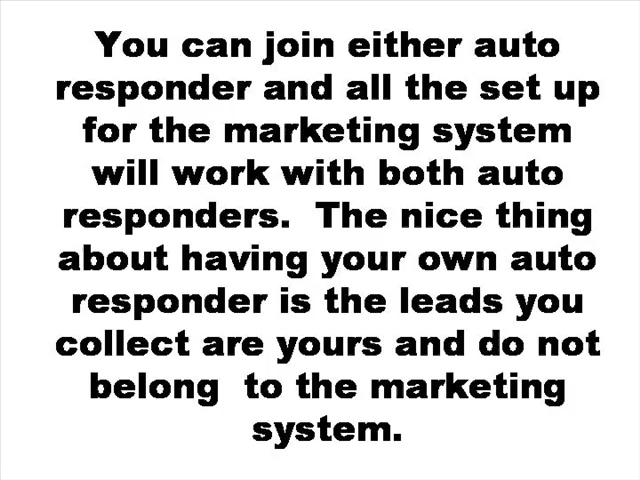 You can join either auto
responder and all the set up
for the marketing system
will work with both auto
responders.  The nice thing
about having your own auto
responder is the leads you
collect are yours and do not
belong  to the marketing
system.